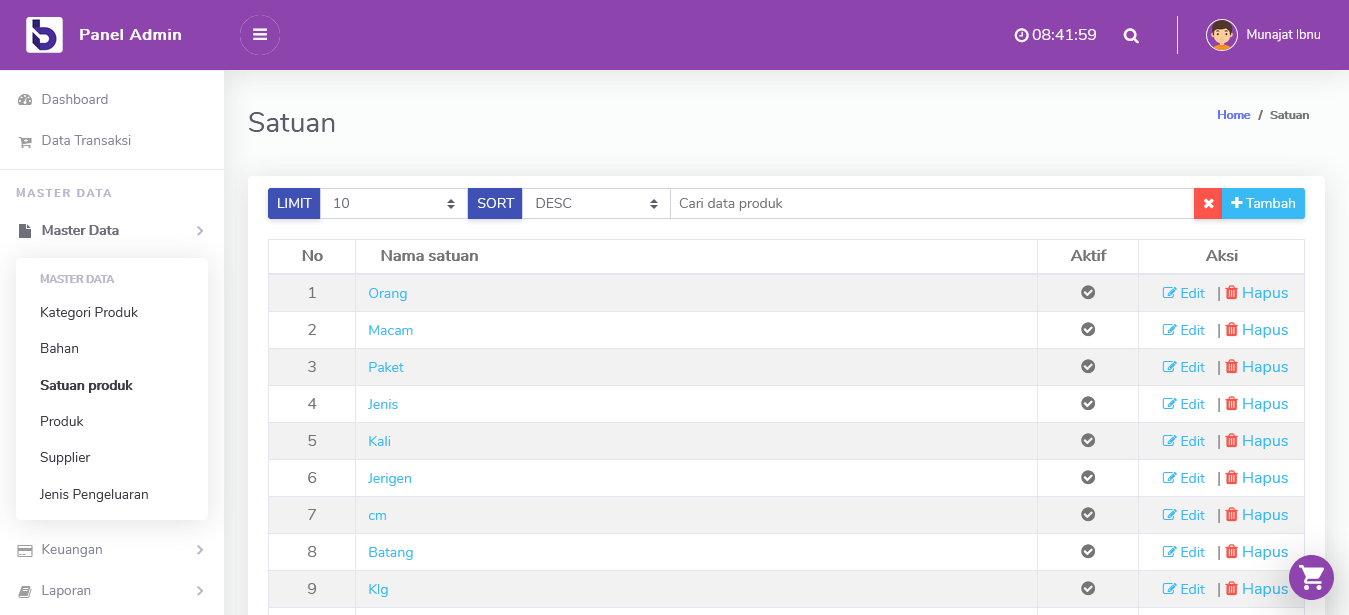 Panel Admin
08:41:59
Munajat Ibnu
Dashboard
Data Transaksi
MASTER DATA
Master Data
MASTER DATA
Kategori Produk
Bahan
Satuan produk
Produk
Supplier
Jenis Pengeluaran
Keuangan
Laporan
Satuan
Home / Satuan
LIMIT 10 SORT DESC Cari data produk Tambah
No Nama satuan Aktif Aksi
1 Orang Edit | Hapus
2 Macam Edit | Hapus
3 Paket Edit | Hapus
4 Jenis Edit | Hapus
5 Kali Edit | Hapus
6 Jerigen Edit | Hapus
7 cm Edit | Hapus
8 Batang Edit | Hapus
9 Klg Edit | Hapus